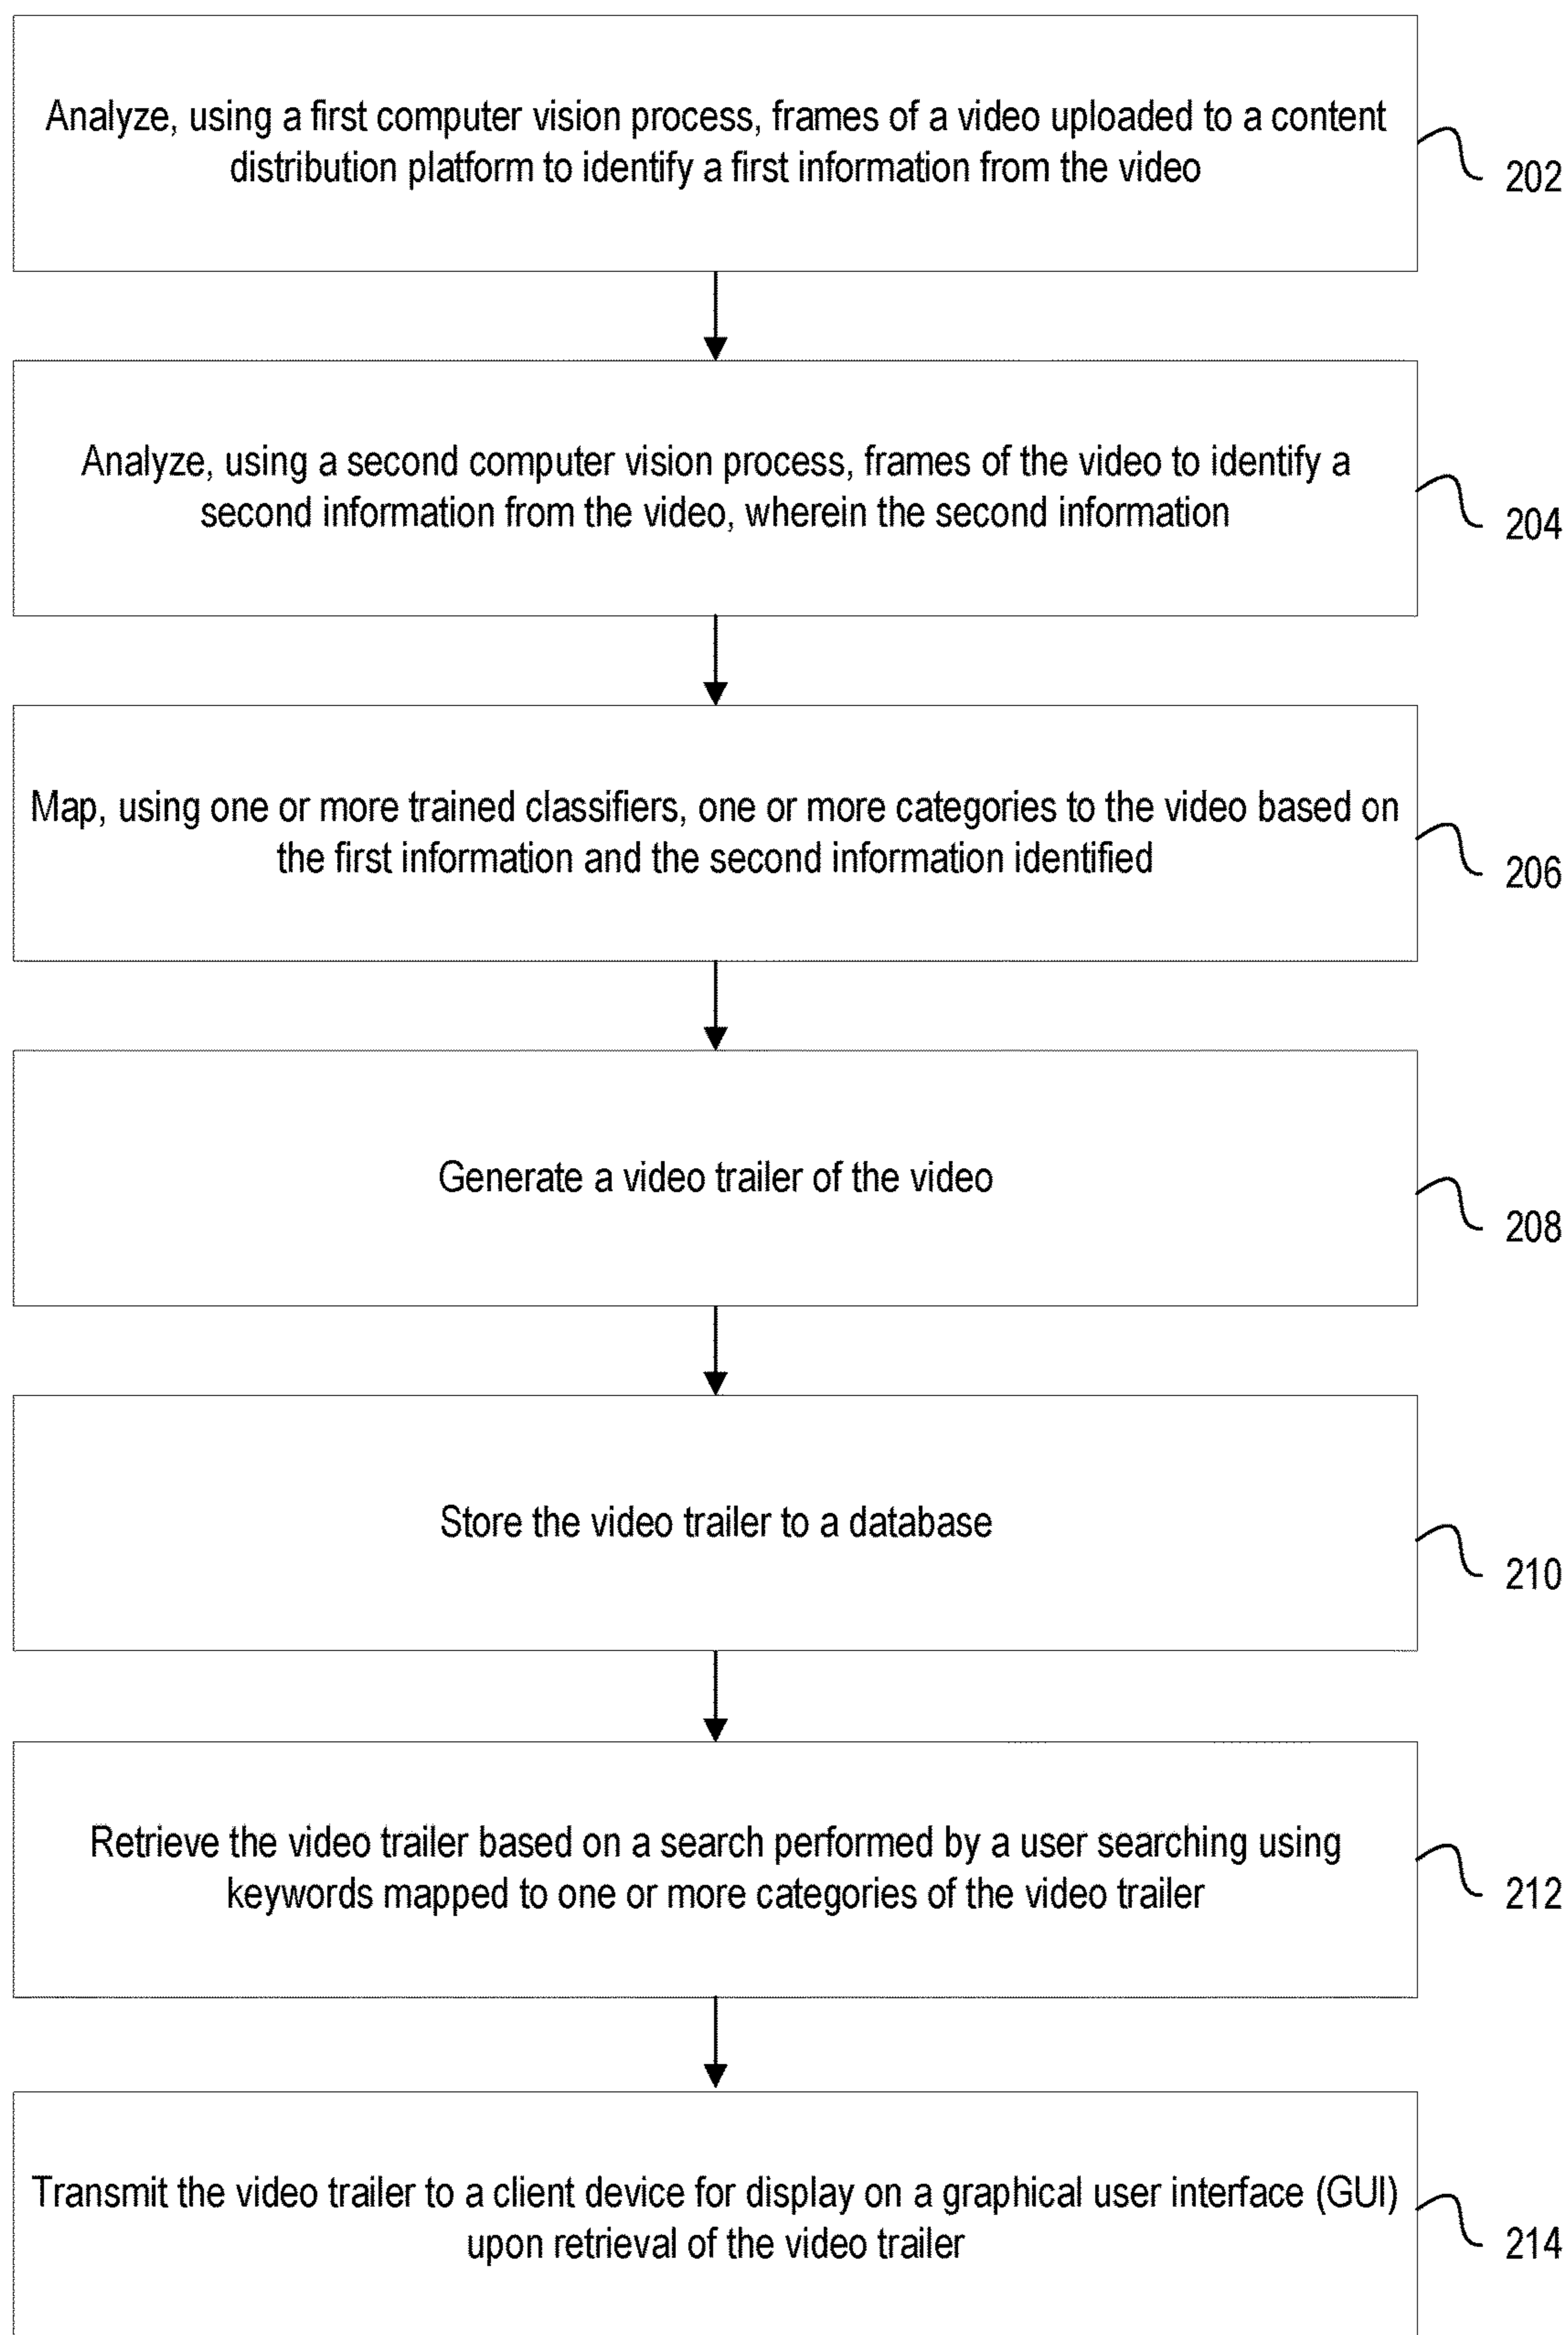 Analyze, using a first computer vision process, frames of a video uploaded to a content
distribution platform to identify a first information from the video
202
Analyze, using a second computer vision process, frames of the video to identify a
second information from the video, wherein the second information
204
Map, using one or more trained classifiers, one or more categories to the video based on
the first information and the second information identified
206
Generate a video trailer of the video
208
Store the video trailer to a database
210
Retrieve the video trailer based on a search performed by a user searching using
keywords mapped to one or more categories of the video trailer
212
Transmit the video trailer to a client device for display on a graphical user interface (GUI)
upon retrieval of the video trailer
214